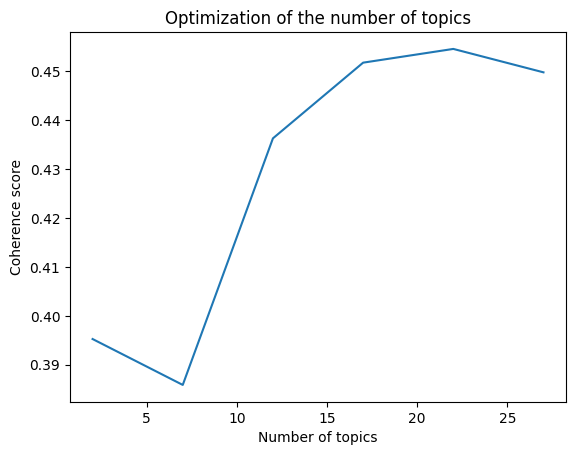 Optimization of the number of topics
Coherence score
0.45
0.44
0.43
0.42
0.41
0.40
0.39
5 10 15 20 25
Number of topics